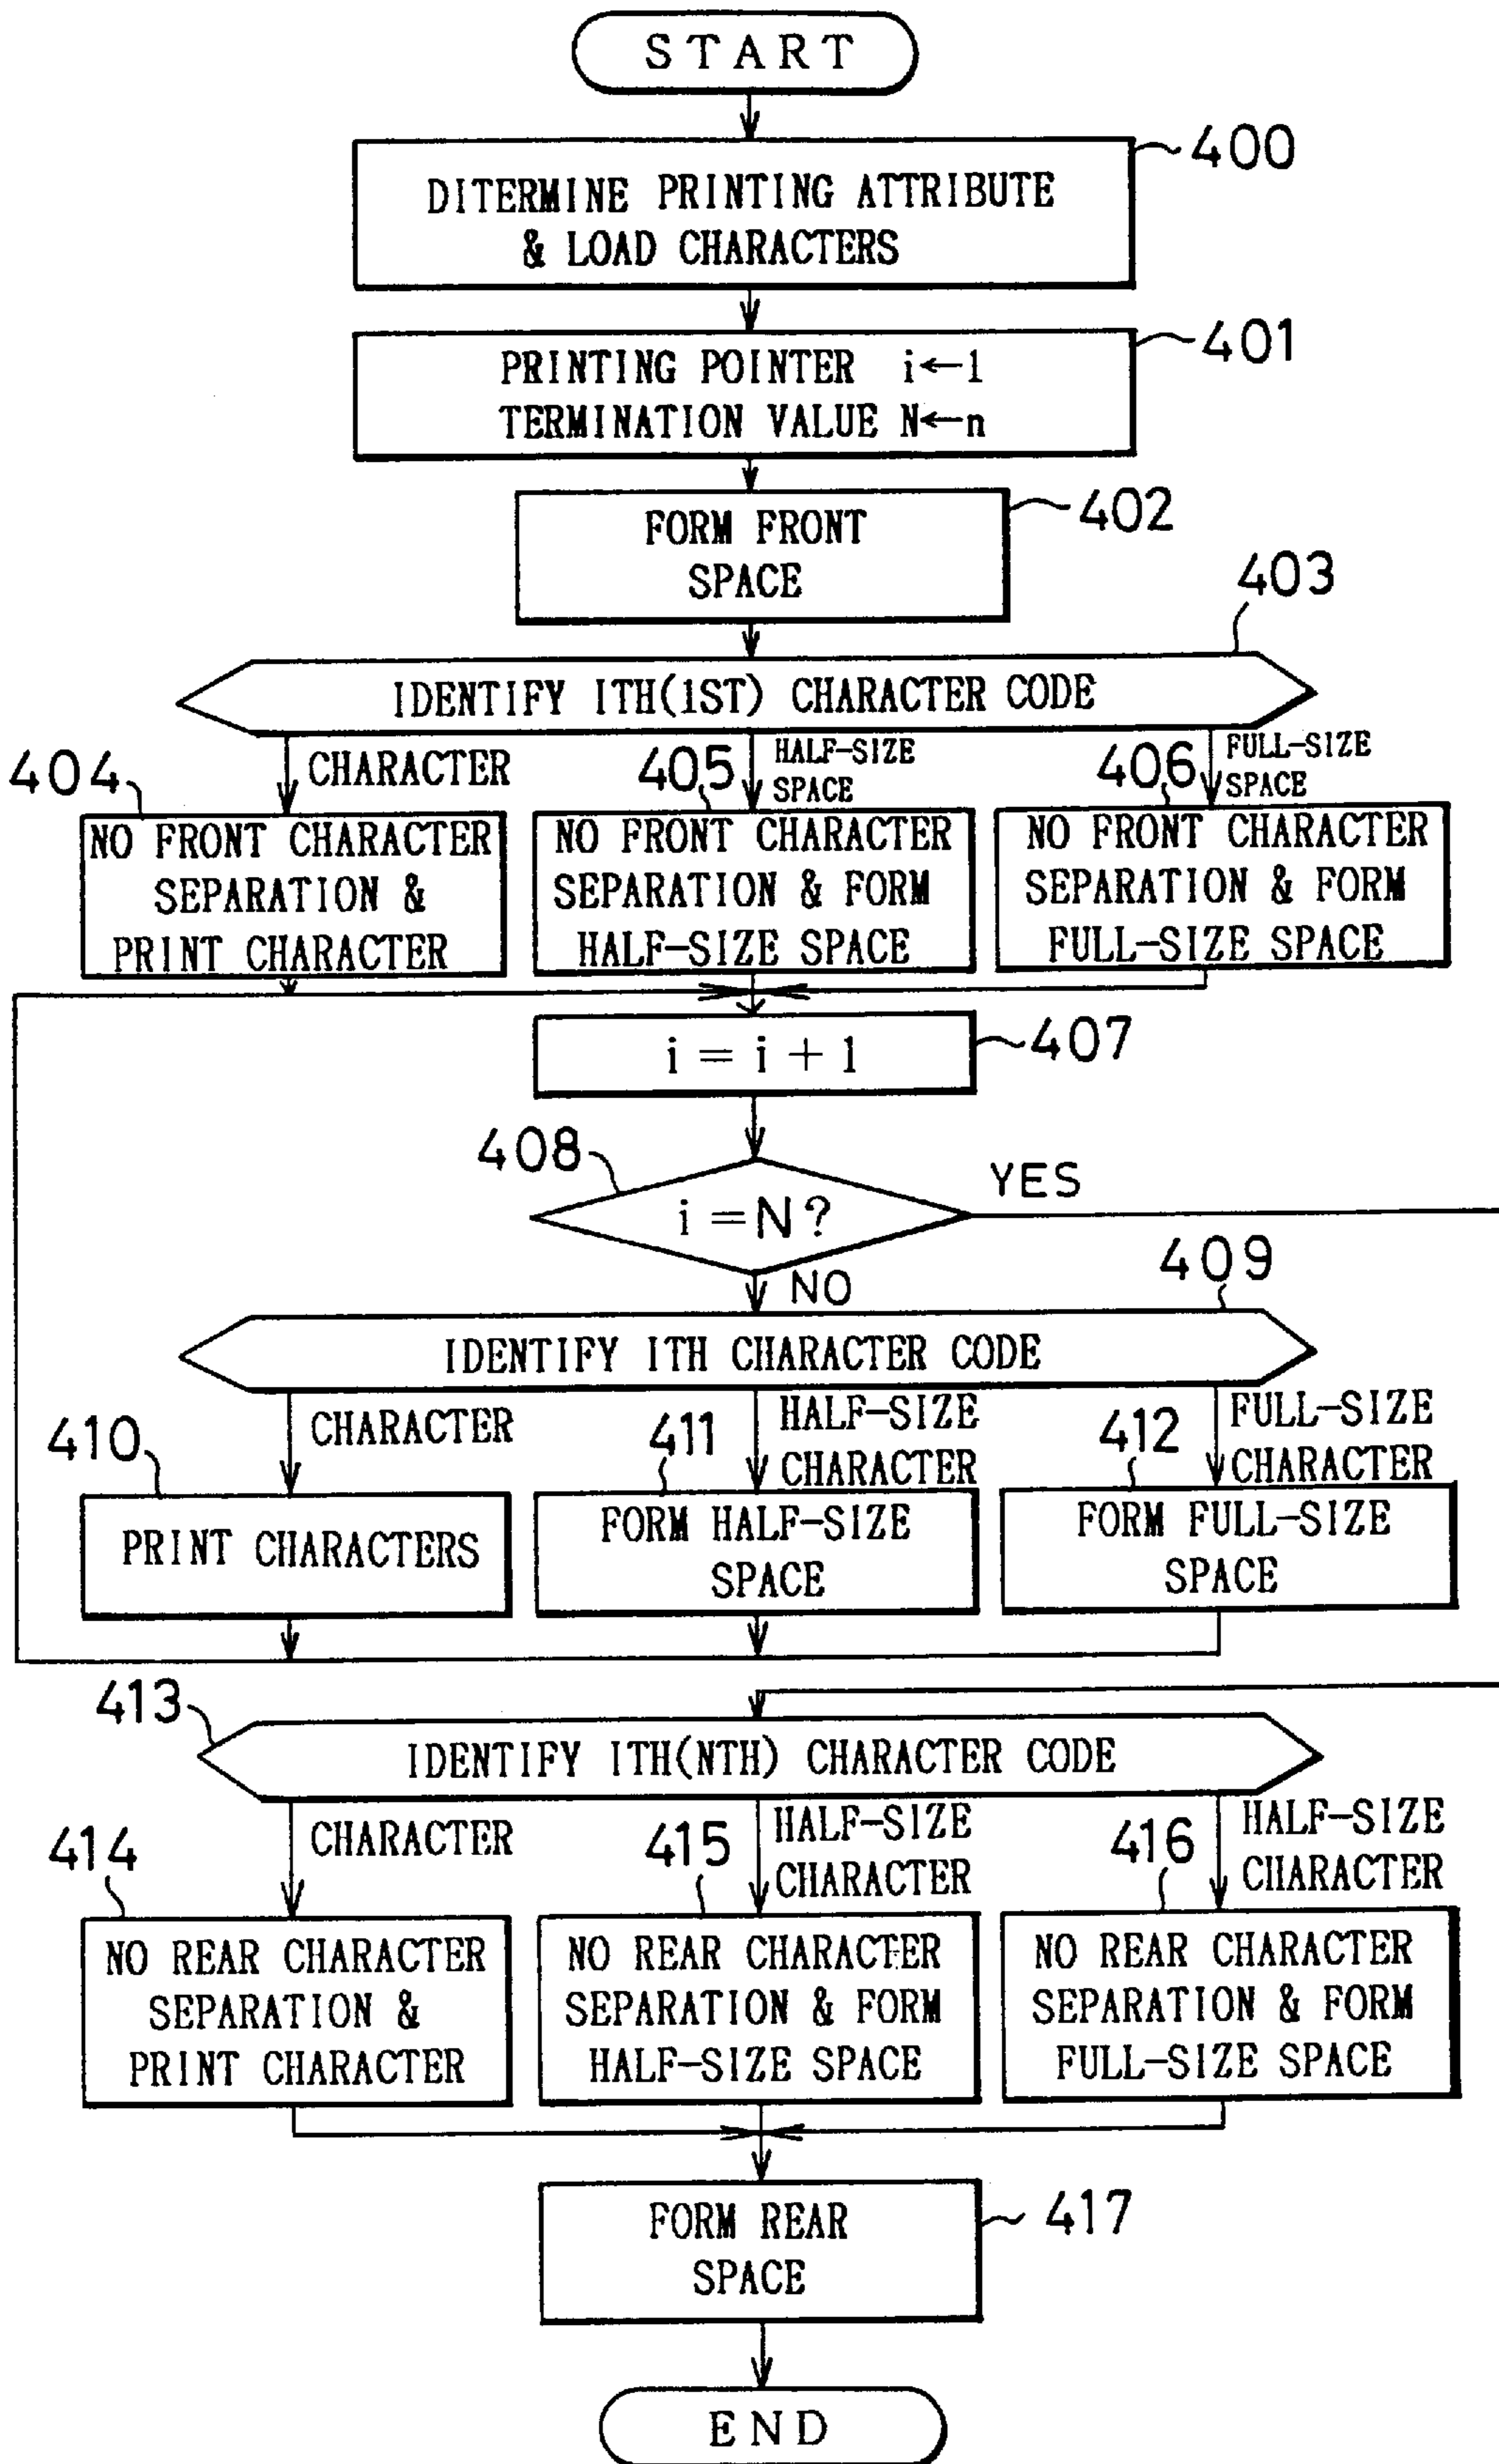 START
400
DITERMINE PRINTING ATTRIBUTE
& LOAD CHARACTERS
401
PRINTING POINTER i←1
TERMINATION VALUE N←n
402
FORM FRONT
SPACE
403
IDENTIFY ITH(1ST) CHARACTER CODE
404
CHARACTER
405
HALF-SIZE
SPACE
406
FULL-SIZE
SPACE
NO FRONT CHARACTER
SEPARATION &
PRINT CHARACTER
NO FRONT CHARACTER
SEPARATION & FORM
HALF-SIZE SPACE
NO FRONT CHARACTER
SEPARATION & FORM
FULL-SIZE SPACE
i = i + 1
407
408
i = N?
YES
NO
409
IDENTIFY ITH CHARACTER CODE
410
CHARACTER
411
HALF-SIZE
CHARACTER
412
FULL-SIZE
CHARACTER
PRINT CHARACTERS
FORM HALF-SIZE
SPACE
FORM FULL-SIZE
SPACE
413
IDENTIFY ITH(NTH) CHARACTER CODE
414
CHARACTER
415
HALF-SIZE
CHARACTER
416
HALF-SIZE
CHARACTER
NO REAR CHARACTER
SEPARATION &
PRINT CHARACTER
NO REAR CHARACTER
SEPARATION & FORM
HALF-SIZE SPACE
NO REAR CHARACTER
SEPARATION & FORM
FULL-SIZE SPACE
FORM REAR
SPACE
417
END